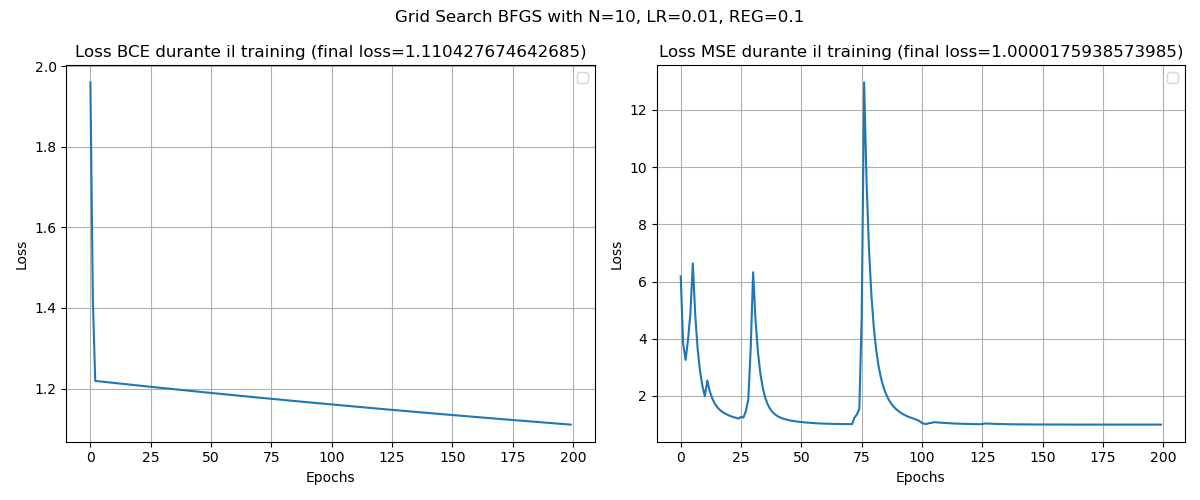 Grid Search BFGS with N=10, LR=0.01, REG=0.1
Loss BCE durante il training (final loss=1.110427674642685)
Loss
2.0
1.8
1.6
1.4
1.2
0 25 50 75 100 125 150 175 200
Epochs
Loss MSE durante il training (final loss=1.0000175938573985)
Loss
12
10
8
6
4
2
0 25 50 75 100 125 150 175 200
Epochs